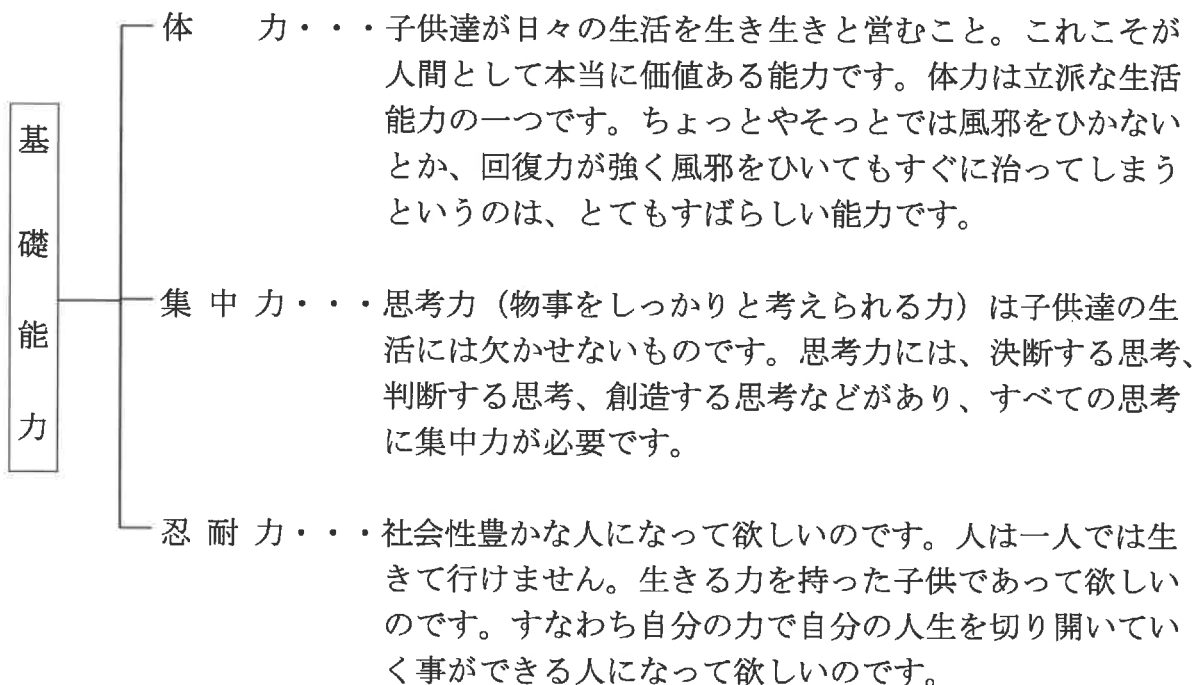 基礎能力
体　　力・・・子供達が日々の生活を生き生きと営むこと。これこそが
人間として本当に価値ある能力です。体力は立派な生活
能力の一つです。ちょっとやそっとでは風邪をひかない
とか、回復力が強く風邪をひいてもすぐに治ってしまう
というのは、とてもすばらしい能力です。
集 中 力・・・思考力（物事をしっかりと考えられる力）は子供達の生
活には欠かせないものです。思考力には、決断する思考、
判断する思考、創造する思考などがあり、すべての思考
に集中力が必要です。
忍 耐 力・・・社会性豊かな人になって欲しいのです。人は一人では生
きて行けません。生きる力を持った子供であって欲しい
のです。すなわち自分の力で自分の人生を切り開いてい
く事ができる人になって欲しいのです。